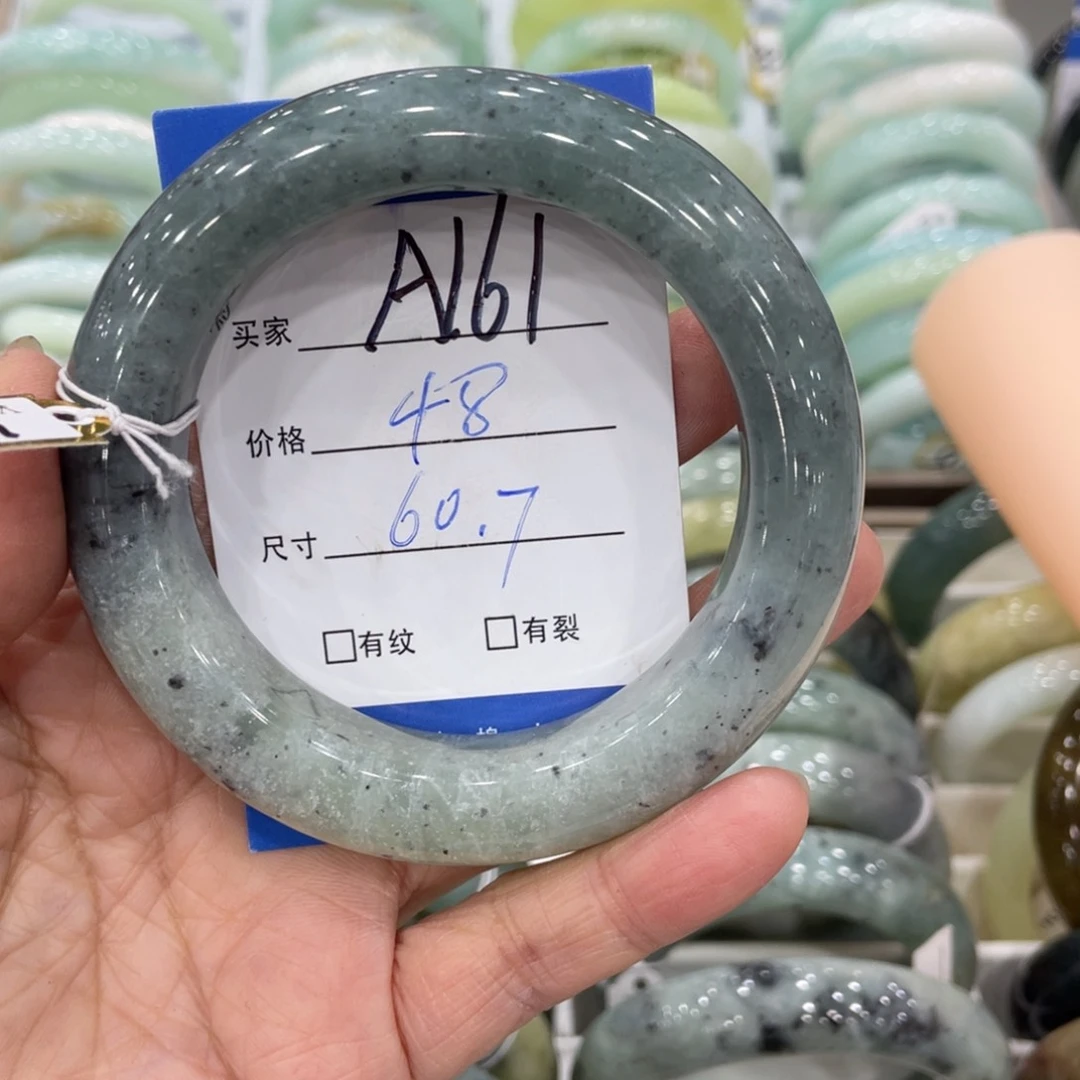 买家 A161
价格 48
尺寸 60.7
□有纹 □有裂